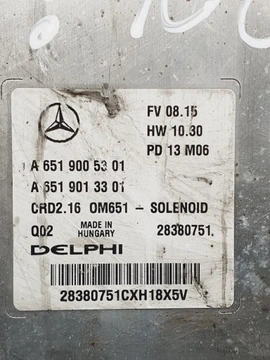 FV 08.15
HW 10.30
PD 13 M06
A 651 900 53 01
A 651 901 33 01
CRD2.16 OM651 - SOLENOID
Q02 MADE IN HUNGARY 28380751
DELPHI
28380751CXH18X5V